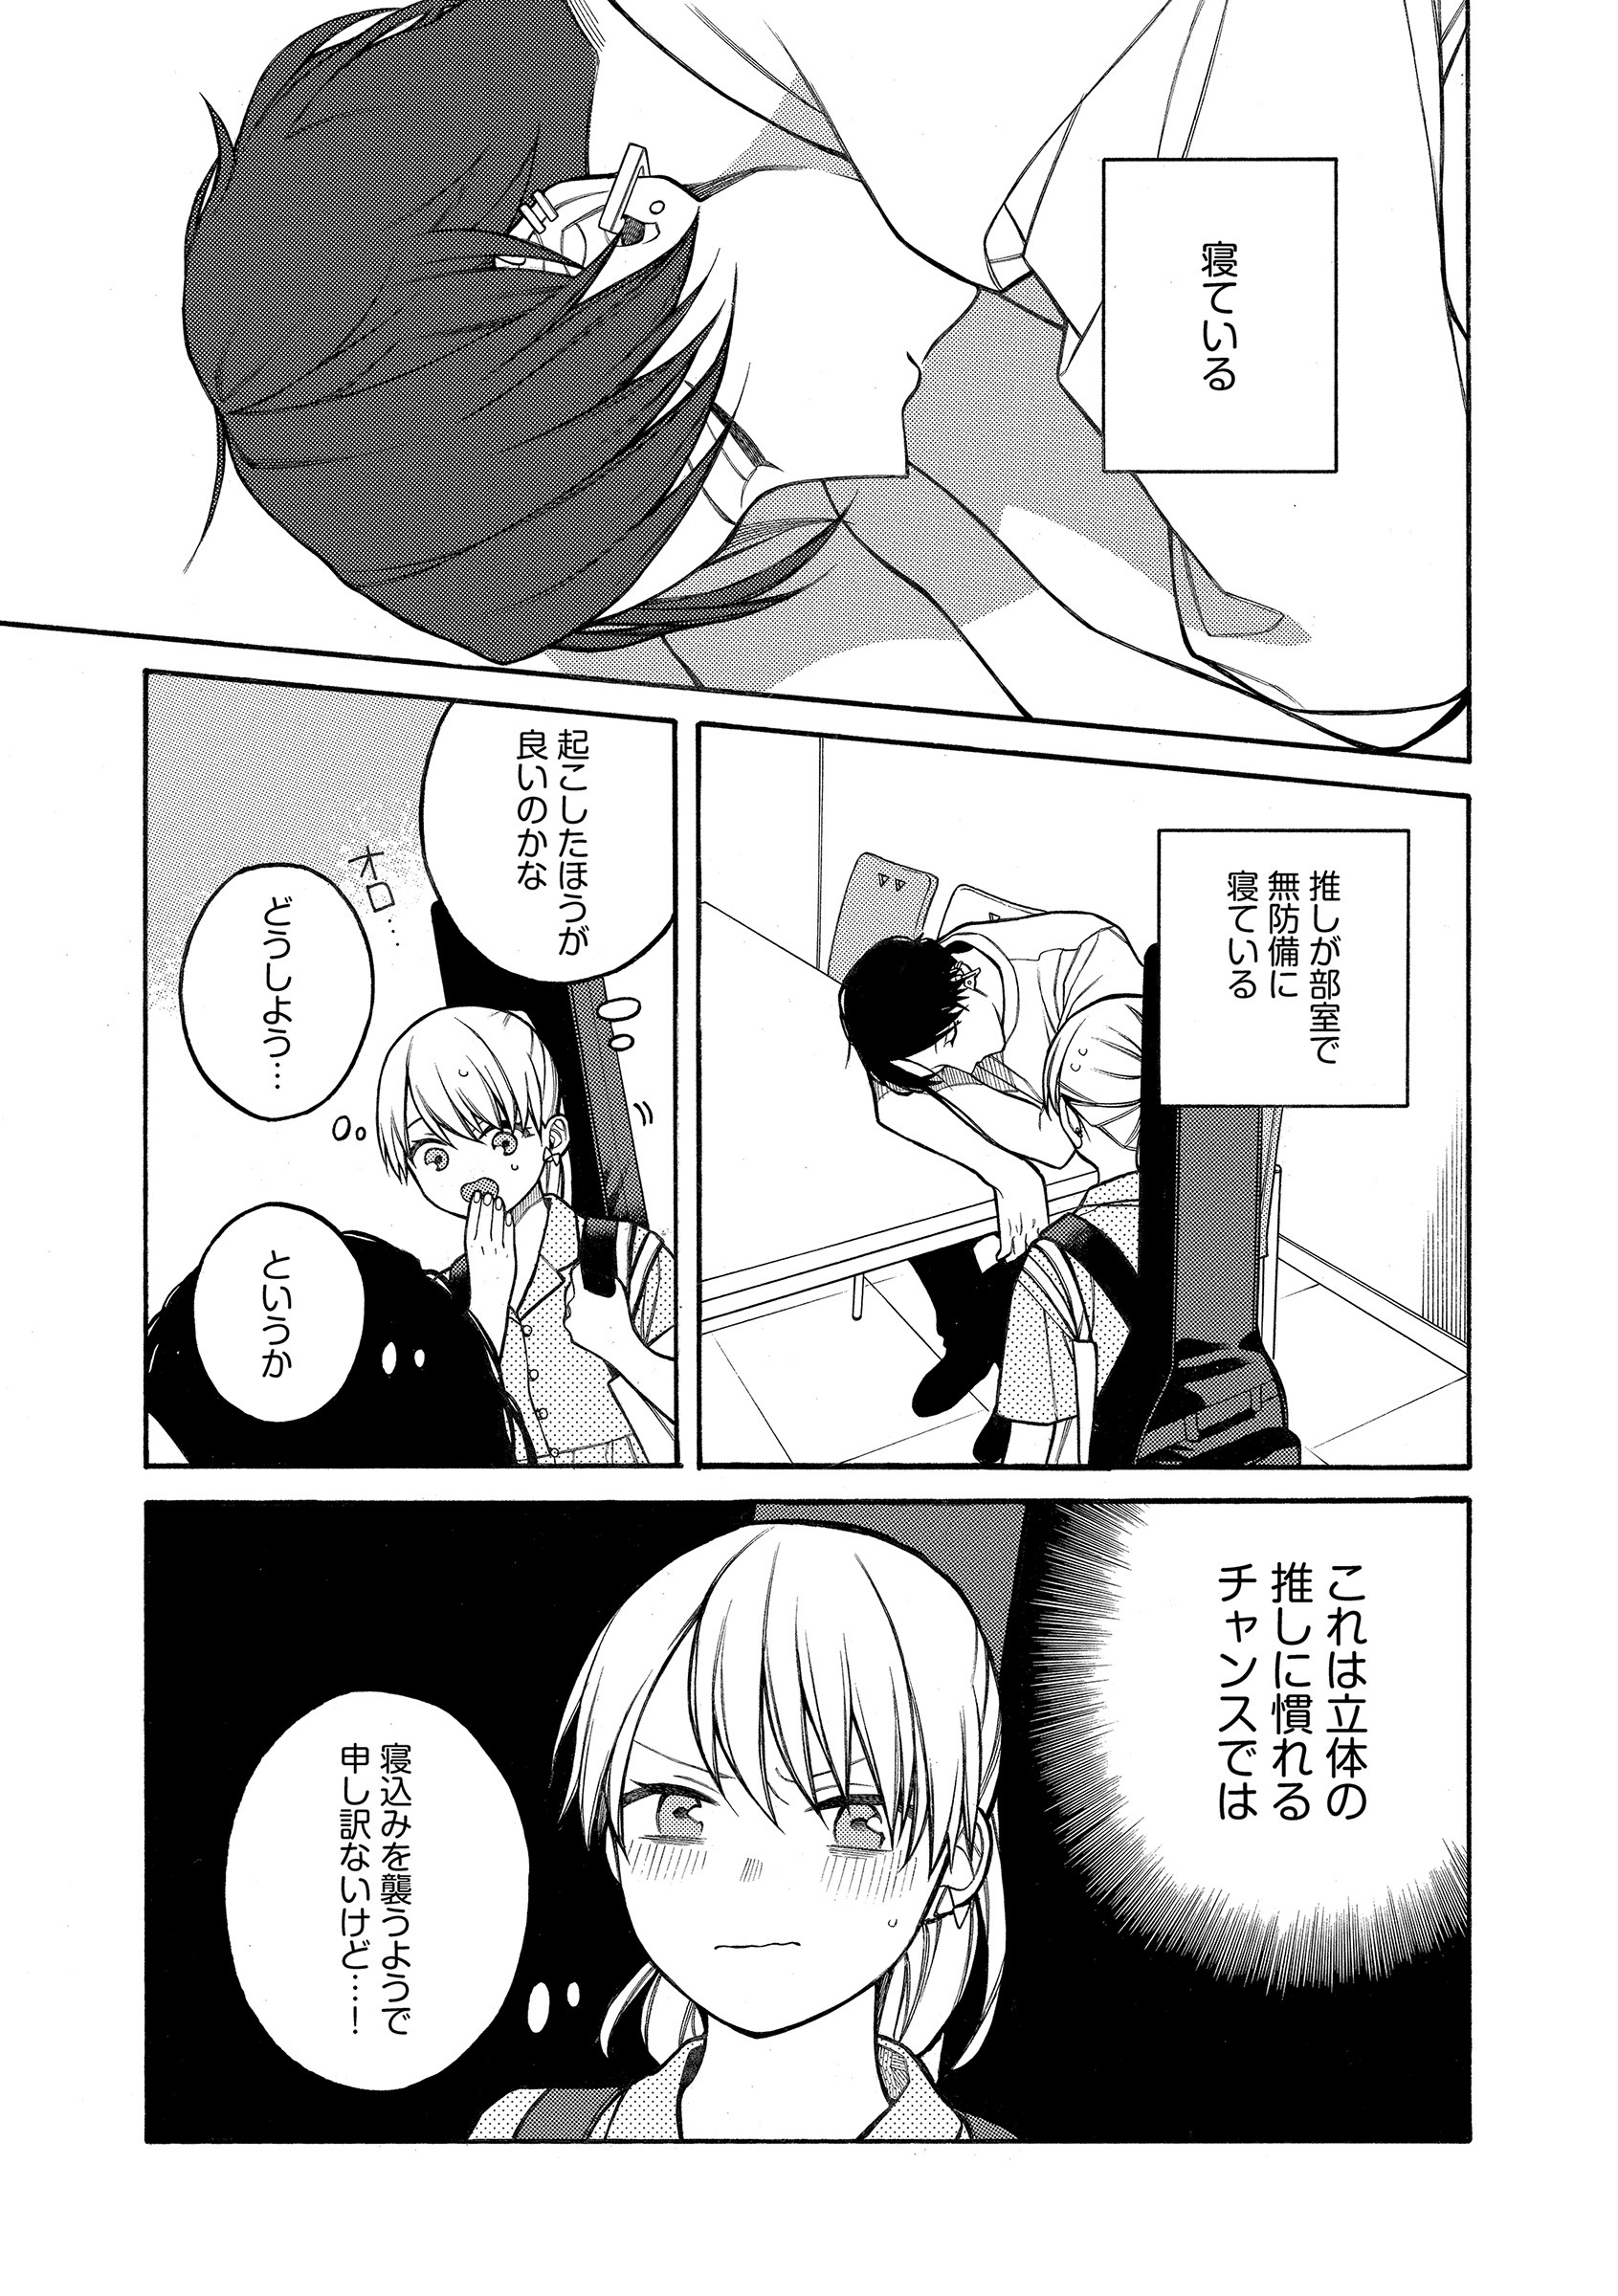 寝ている
推しが部室で
無防備に
寝ている
起こしたほうが
良いのかな
オロ…
どうしよう…
というか
これは立体の
推しに慣れる
チャンスでは
寝込みを襲うようで
申し訳ないけど…！